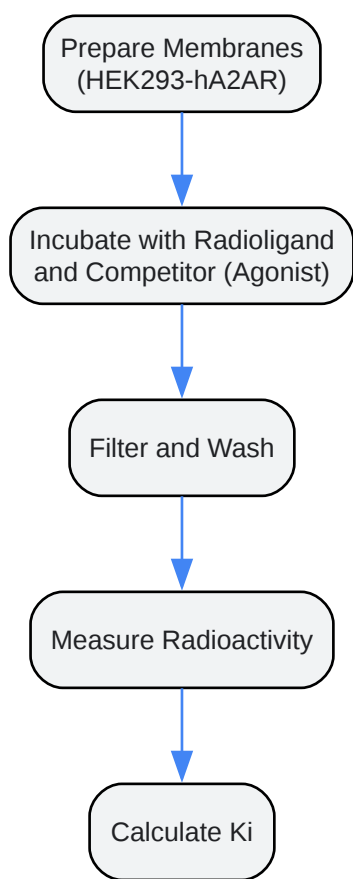 Prepare Membranes
(HEK293-hA2AR)
Incubate with Radioligand
and Competitor (Agonist)
Filter and Wash
Measure Radioactivity
Calculate Ki